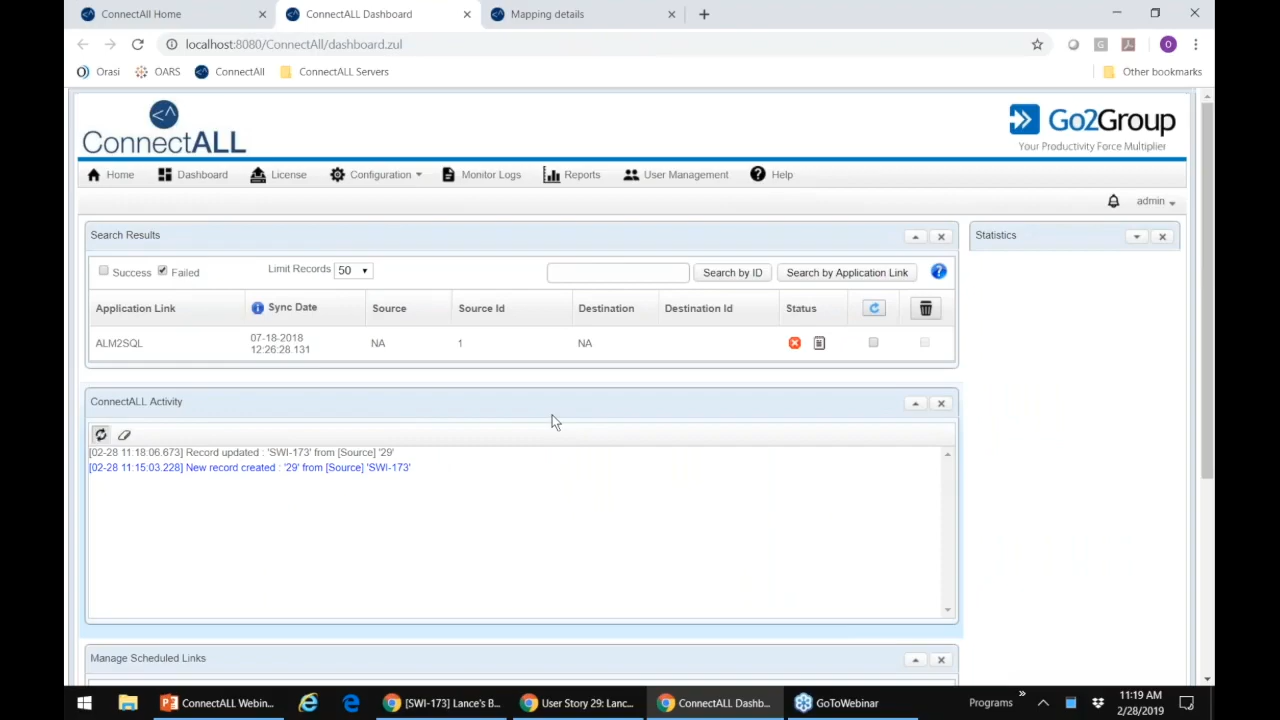 ConnectAll Home
ConnectALL Dashboard
Mapping details
localhost:8080/ConnectAll/dashboard.zul
Orasi
OARS
ConnectAll
ConnectALL Servers
Other bookmarks
ConnectALL
Go2Group
Your Productivity Force Multiplier
Home
Dashboard
License
Configuration
Monitor Logs
Reports
User Management
Help
admin
Search Results
Statistics
Success
Failed
Limit Records
50
Search by ID
Search by Application Link
Application Link
Sync Date
Source
Source Id
Destination
Destination Id
Status
ALM2SQL
07-18-2018
12:26:28.131
NA
1
NA
ConnectALL Activity
[02-28 11:18:06.673] Record updated : 'SWI-173' from [Source] '29'
[02-28 11:15:03.228] New record created : '29' from [Source] 'SWI-173'
Manage Scheduled Links
ConnectALL Webin...
[SWI-173] Lance's B...
User Story 29: Lanc...
ConnectALL Dashb...
GoToWebinar
Programs
11:19 AM
2/28/2019